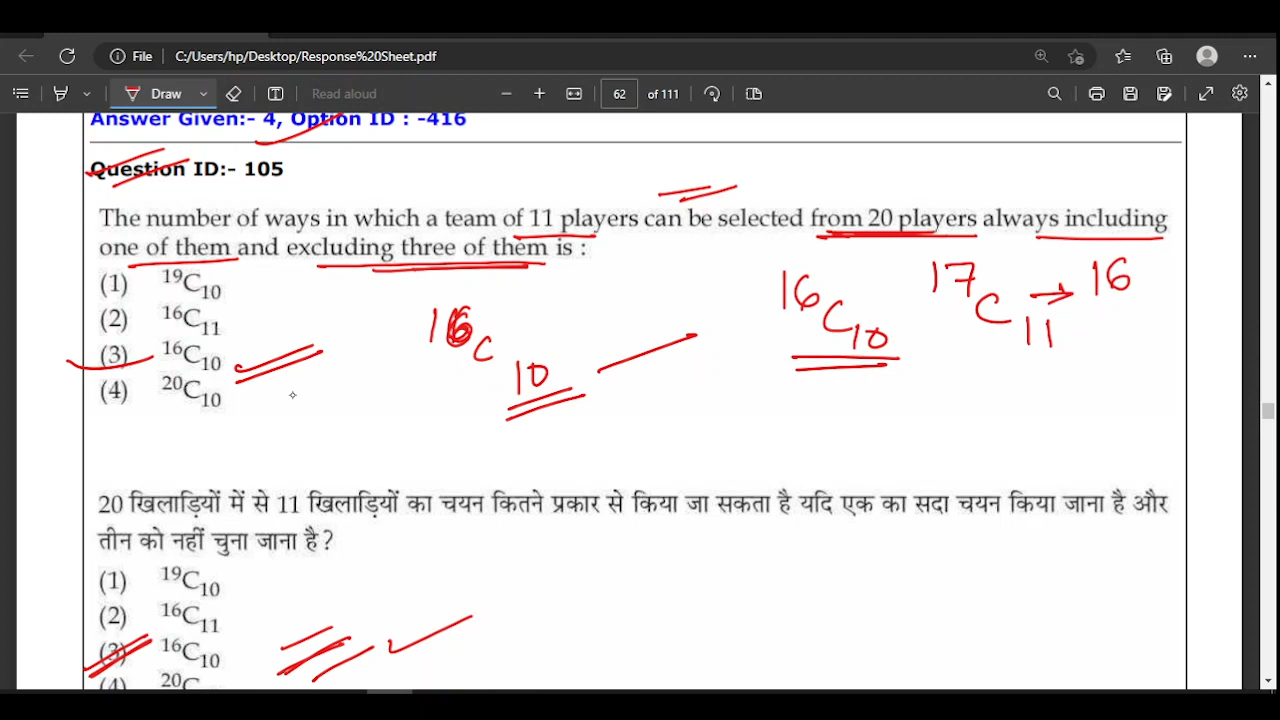 File C:/Users/hp/Desktop/Response%20Sheet.pdf
Draw Read aloud 62 of 111
Answer Given:- 4, Option ID : -416
Question ID:- 105
The number of ways in which a team of 11 players can be selected from 20 players always including
one of them and excluding three of them is :
(1) ¹⁹C₁₀
(2) ¹⁶C₁₁
(3) ¹⁶C₁₀
(4) ²⁰C₁₀
¹⁶C₁₀
¹⁶C₁₀
¹⁷C₁₁ → 16
20 खिलाड़ियों में से 11 खिलाड़ियों का चयन कितने प्रकार से किया जा सकता है यदि एक का सदा चयन किया जाना है और
तीन को नहीं चुना जाना है?
(1) ¹⁹C₁₀
(2) ¹⁶C₁₁
(3) ¹⁶C₁₀
(4) ²⁰C